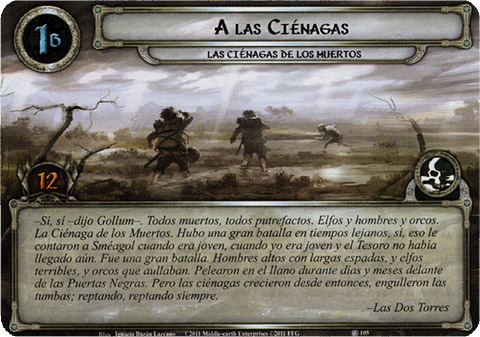 1B
A las Ciénagas
Las Ciénagas de los Muertos
12
–Sí, sí –dijo Gollum–. Todos muertos, todos putrefactos. Elfos y hombres y orcos.
La Ciénaga de los Muertos. Hubo una gran batalla en tiempos lejanos, sí, eso le
contaron a Sméagol cuando era joven, cuando yo era joven y el Tesoro no había
llegado aún. Fue una gran batalla. Hombres altos con largas espadas, y elfos
terribles, y orcos que aullaban. Pelearon en el llano durante días y meses delante
de las Puertas Negras. Pero las ciénagas crecieron desde entonces, engulleron las
tumbas; reptando, reptando siempre.
–Las Dos Torres
Illus. Ignacio Bazán Lazcano ©2011 Middle-earth Enterprises ©2011 FFG 105